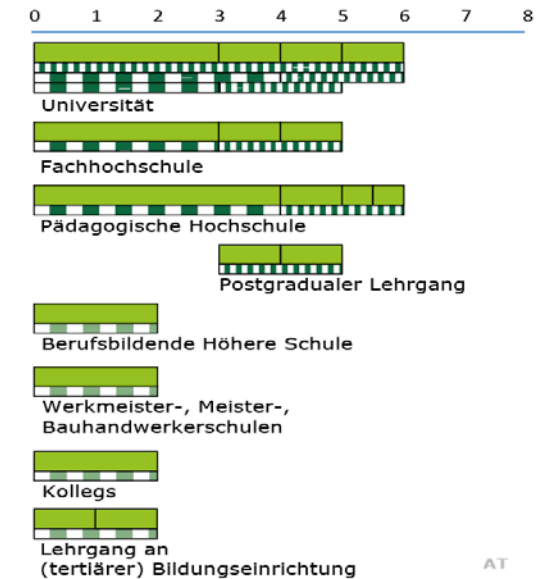 0 1 2 3 4 5 6 7 8
Universität
Fachhochschule
Pädagogische Hochschule
Postgradualer Lehrgang
Berufsbildende Höhere Schule
Werkmeister-, Meister-,
Bauhandwerkerschulen
Kollegs
Lehrgang an
(tertiärer) Bildungseinrichtung
AT